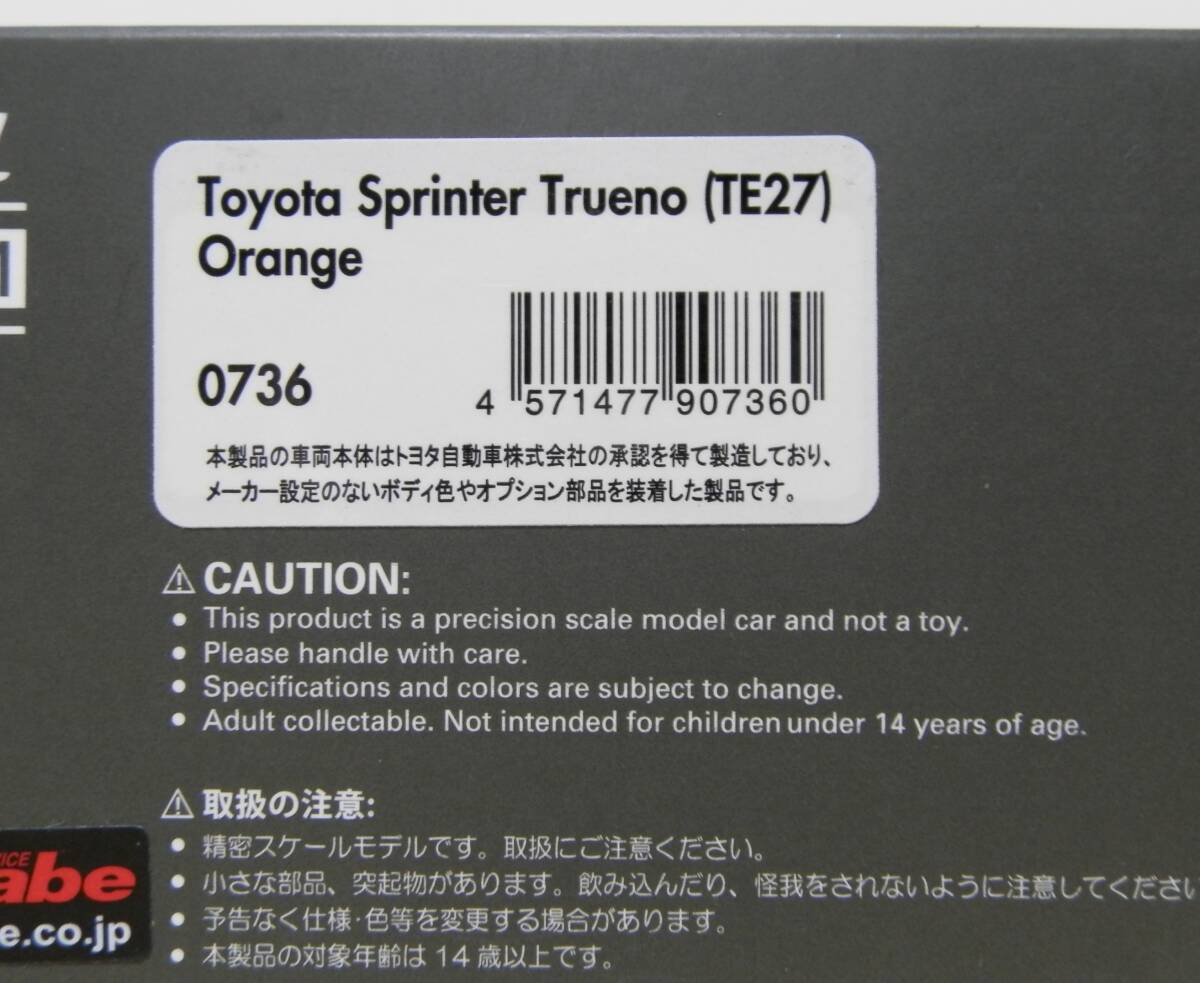 Toyota Sprinter Trueno (TE27)
Orange
0736
4 571477 907360
本製品の車両本体はトヨタ自動車株式会社の承認を得て製造しており、
メーカー設定のないボディ色やオプション部品を装着した製品です。
⚠ CAUTION:
• This product is a precision scale model car and not a toy.
• Please handle with care.
• Specifications and colors are subject to change.
• Adult collectable. Not intended for children under 14 years of age.
⚠ 取扱の注意:
• 精密スケールモデルです。取扱にご注意ください。
• 小さな部品、突起物があります。飲み込んだり、怪我をされないように注意してください
• 予告なく仕様・色等を変更する場合があります。
• 本製品の対象年齢は14歳以上です。
abe
e.co.jp